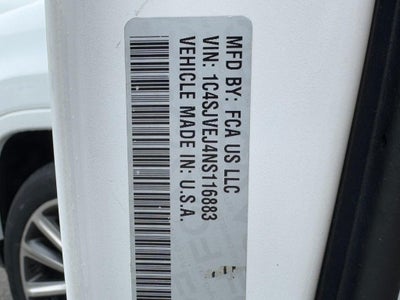 MFD BY: FCA US LLC
VIN: 1C4SJVEJ4NS116883
VEHICLE MADE IN: U.S.A.